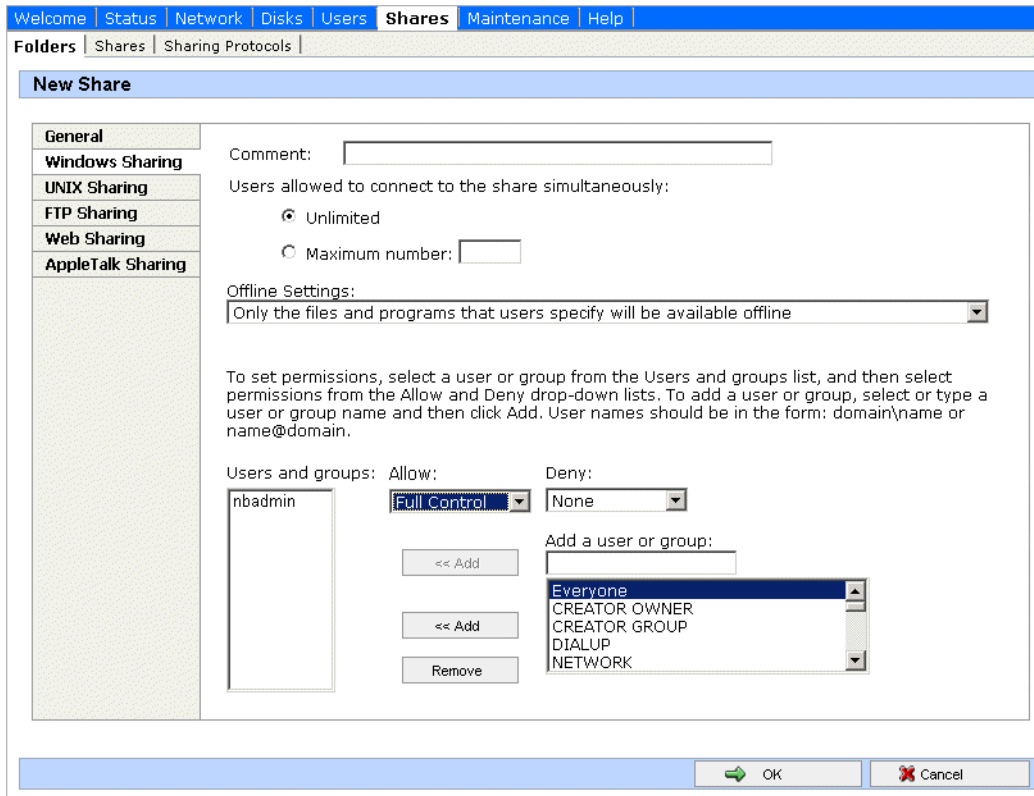 Welcome | Status | Network | Disks | Users | Shares | Maintenance | Help |
Folders | Shares | Sharing Protocols |
New Share
General
Windows Sharing
UNIX Sharing
FTP Sharing
Web Sharing
AppleTalk Sharing
Comment:
Users allowed to connect to the share simultaneously:
Unlimited
Maximum number:
Offline Settings:
Only the files and programs that users specify will be available offline
To set permissions, select a user or group from the Users and groups list, and then select
permissions from the Allow and Deny drop-down lists. To add a user or group, select or type a
user or group name and then click Add. User names should be in the form: domain\name or
name@domain.
Users and groups: Allow: Deny:
nbadmin Full Control None
Add a user or group:
<< Add
Everyone
CREATOR OWNER
CREATOR GROUP
DIALUP
NETWORK
<< Add
Remove
OK Cancel